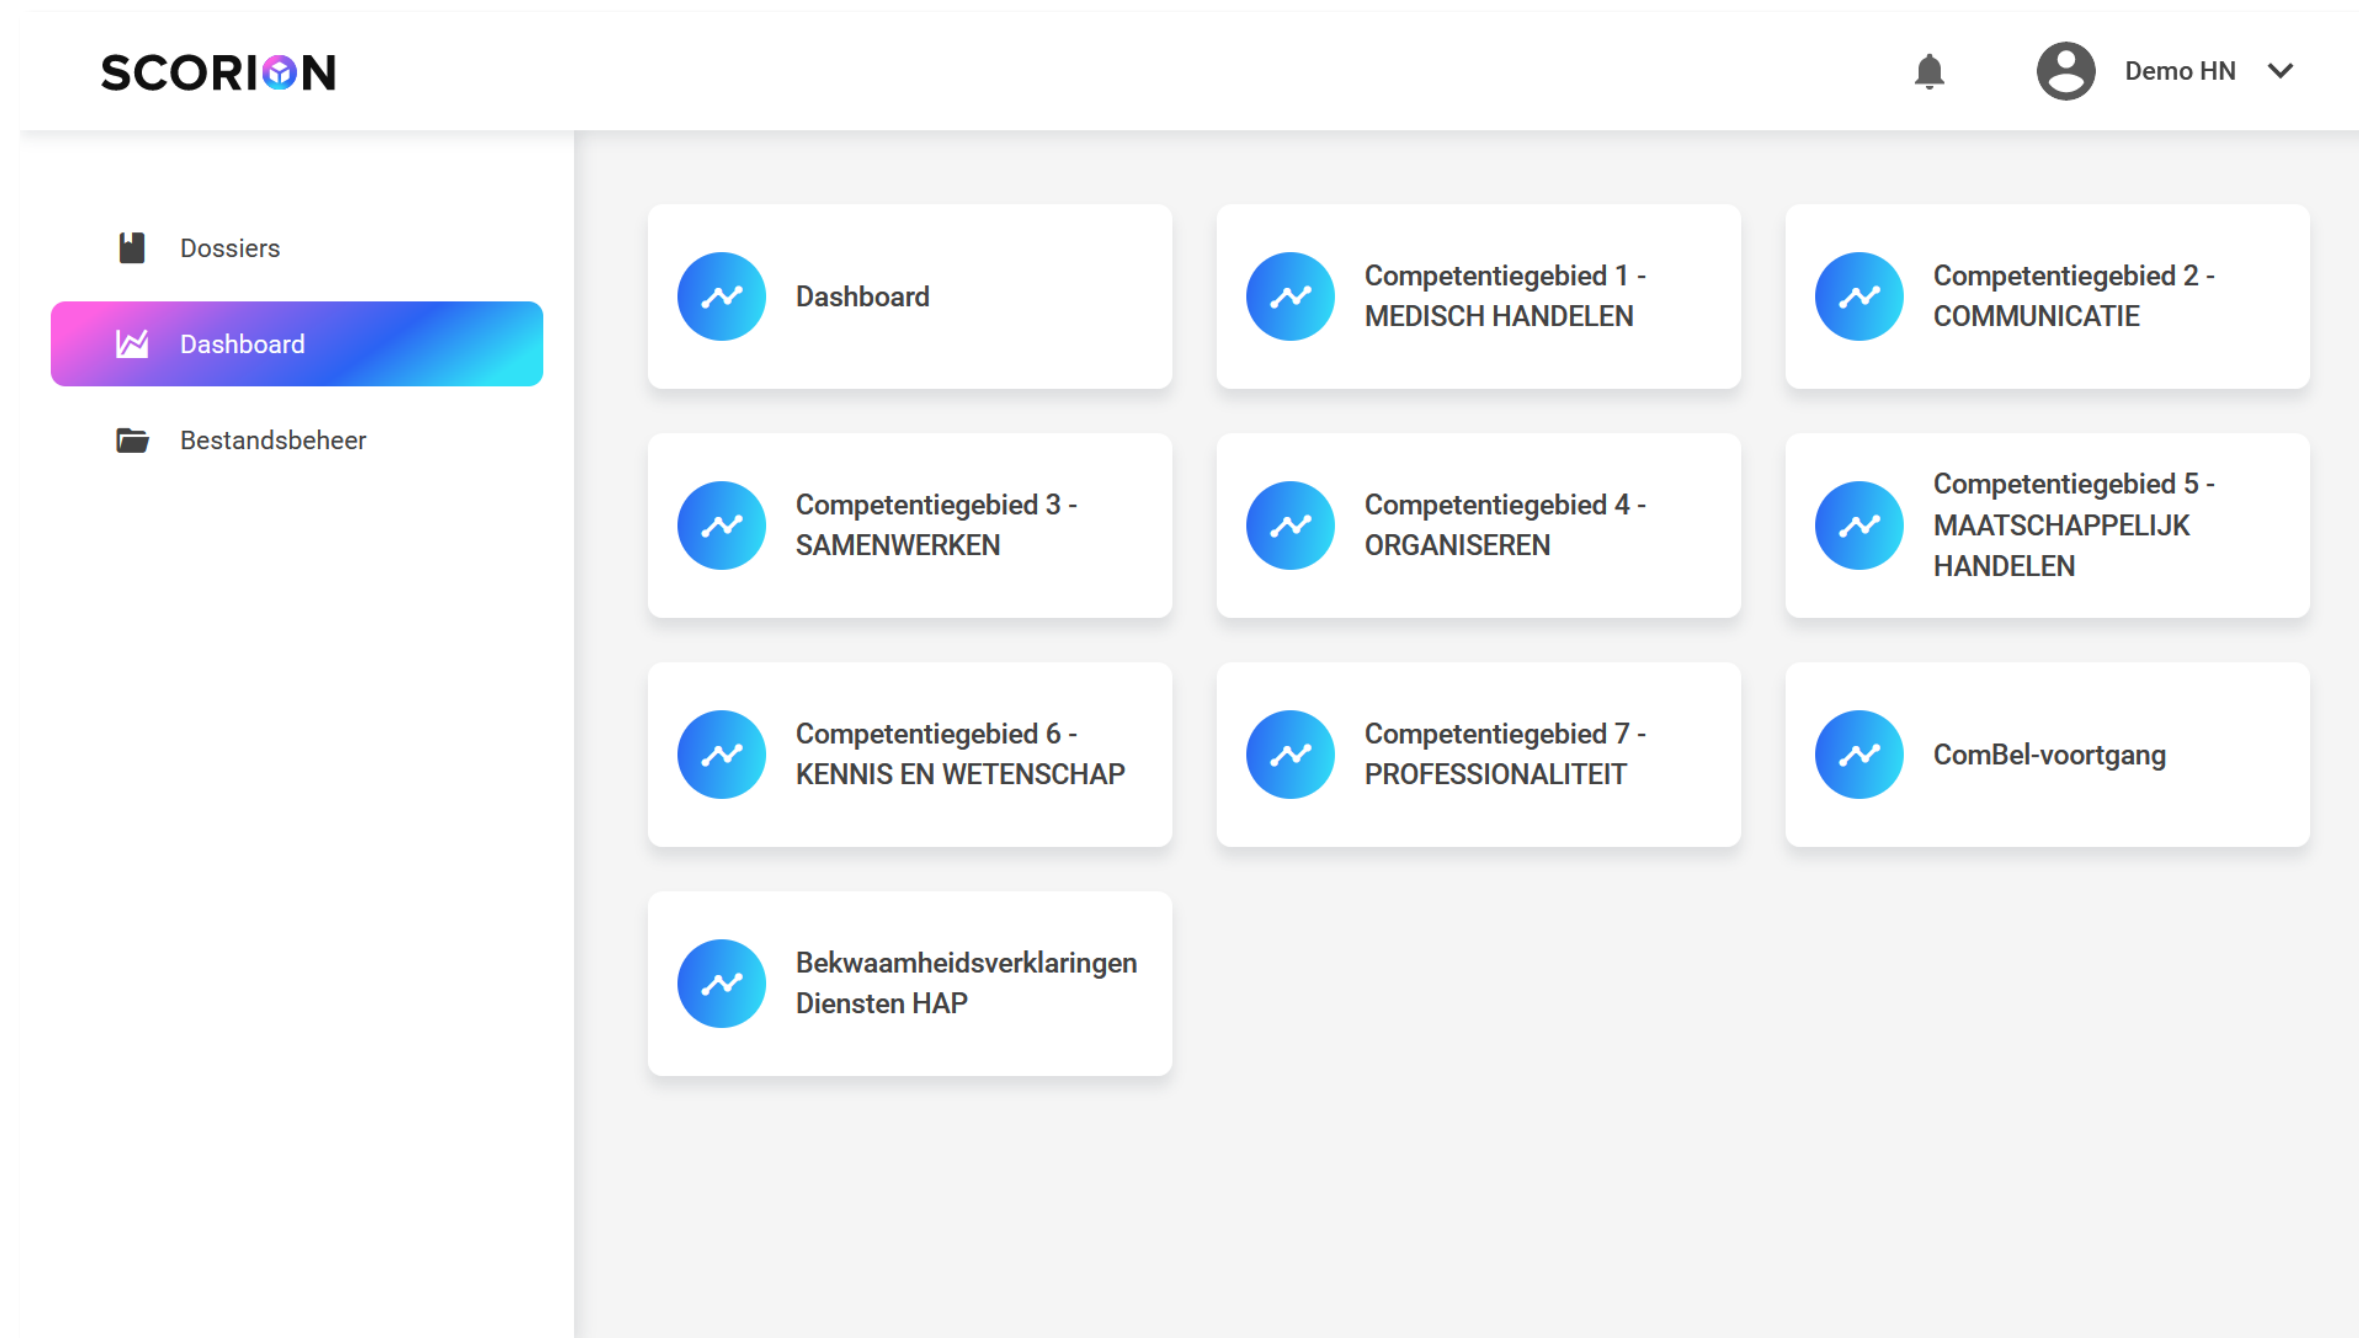 SCORION
Demo HN
Dossiers
Dashboard
Bestandsbeheer
Dashboard
Competentiegebied 1 -
MEDISCH HANDELEN
Competentiegebied 2 -
COMMUNICATIE
Competentiegebied 3 -
SAMENWERKEN
Competentiegebied 4 -
ORGANISEREN
Competentiegebied 5 -
MAATSCHAPPELIJK
HANDELEN
Competentiegebied 6 -
KENNIS EN WETENSCHAP
Competentiegebied 7 -
PROFESSIONALITEIT
ComBel-voortgang
Bekwaamheidsverklaringen
Diensten HAP